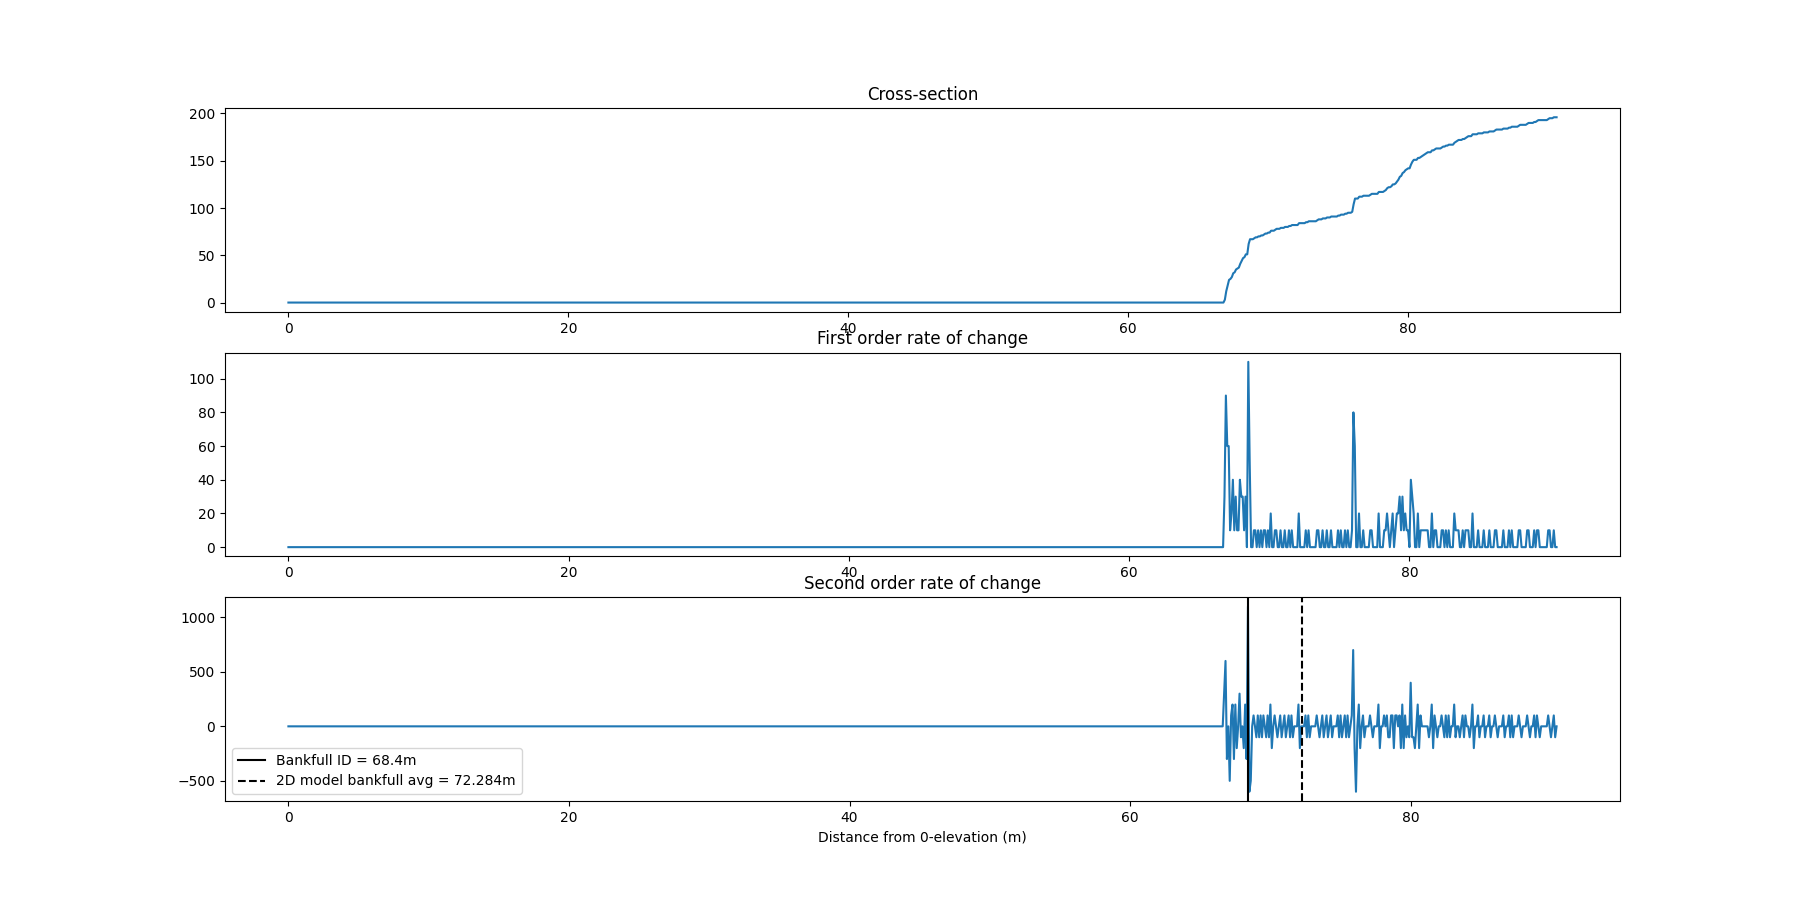 Cross-section
200
150
100
50
0
0 20 40 60 80
First order rate of change
100
80
60
40
20
0
0 20 40 60 80
Second order rate of change
1000
500
0
−500
Bankfull ID = 68.4m
2D model bankfull avg = 72.284m
0 20 40 60 80
Distance from 0-elevation (m)